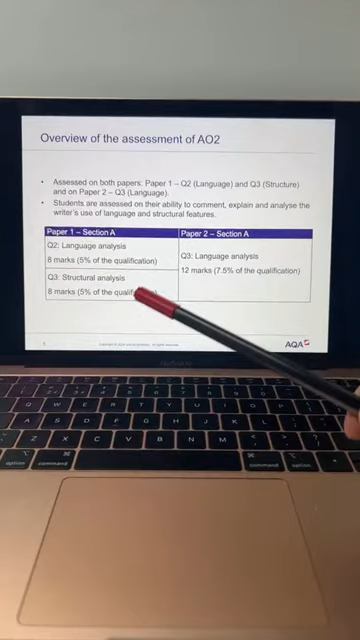 Overview of the assessment of AO2
• Assessed on both papers: Paper 1 – Q2 (Language) and Q3 (Structure)
and on Paper 2 – Q3 (Language).
• Students are assessed on their ability to comment, explain and analyse the
writer's use of language and structural features.
Paper 1 – Section A
Paper 2 – Section A
Q2: Language analysis
8 marks (5% of the qualification)
Q3: Language analysis
12 marks (7.5% of the qualification)
Q3: Structural analysis
8 marks (5% of the
AQA
Q W E R T Y U I O P
A S D F G H J K L
Z X C V B N M
option command command option